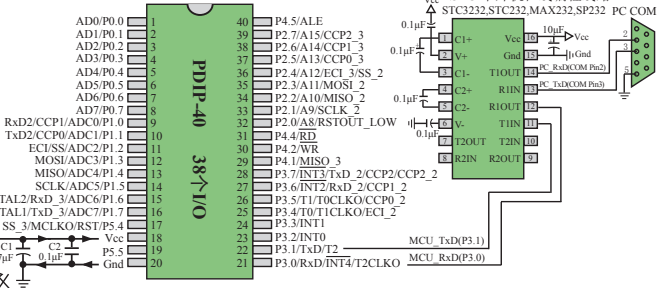 Vcc
STC3232,STC232,MAX232,SP232
PC COM
AD0/P0.0 1
AD1/P0.1 2
AD2/P0.2 3
AD3/P0.3 4
AD4/P0.4 5
AD5/P0.5 6
AD6/P0.6 7
AD7/P0.7 8
RxD2/CCP1/ADC0/P1.0 9
TxD2/CCP0/ADC1/P1.1 10
ECI/SS/ADC2/P1.2 11
MOSI/ADC3/P1.3 12
MISO/ADC4/P1.4 13
SCLK/ADC5/P1.5 14
TAL2/RxD_3/ADC6/P1.6 15
TAL1/TxD_3/ADC7/P1.7 16
SS_3/MCLKO/RST/P5.4 17
Vcc 18
P5.5 19
Gnd 20
C1
C2
0.1μF
PDIP-40 38个I/O
40 P4.5/ALE
39 P2.7/A15/CCP2_3
38 P2.6/A14/CCP1_3
37 P2.5/A13/CCP0_3
36 P2.4/A12/ECI_3/SS_2
35 P2.3/A11/MOSI_2
34 P2.2/A10/MISO_2
33 P2.1/A9/SCLK_2
32 P2.0/A8/RSTOUT_LOW
31 P4.4/RD
30 P4.2/WR
29 P4.1/MISO_3
28 P3.7/INT3/TxD_2/CCP2/CCP2_2
27 P3.6/INT2/RxD_2/CCP1_2
26 P3.5/T1/T0CLKO/CCP0_2
25 P3.4/T0/T1CLKO/ECI_2
24 P3.3/INT1
23 P3.2/INT0
22 P3.1/TxD/T2
21 P3.0/RxD/INT4/T2CLKO
MCU_TxD(P3.1)
MCU_RxD(P3.0)
0.1μF
0.1μF
0.1μF
0.1μF
1 C1+
2 V+
3 C1-
4 C2+
5 C2-
6 V-
7 T2OUT
8 R2IN
Vcc 16
Gnd 15
T1OUT 14
R1IN 13
R1OUT 12
T1IN 11
T2IN 10
R2OUT 9
10μF
Vcc
Gnd
PC_RxD(COM Pin2)
PC_TxD(COM Pin3)
2
3
5